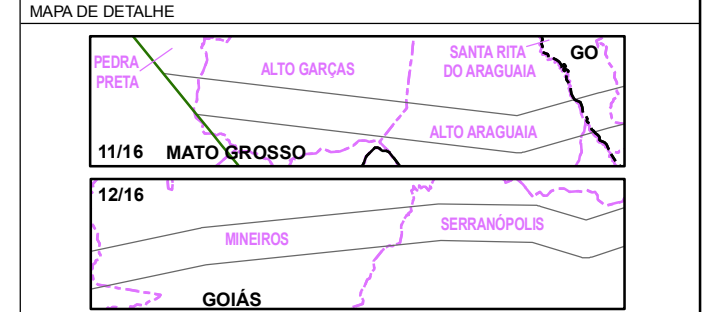 MAPA DE DETALHE
PEDRA
PRETA
ALTO GARÇAS
SANTA RITA
DO ARAGUAIA
GO
ALTO ARAGUAIA
11/16 MATO GROSSO
12/16
MINEIROS
SERRANÓPOLIS
GOIÁS